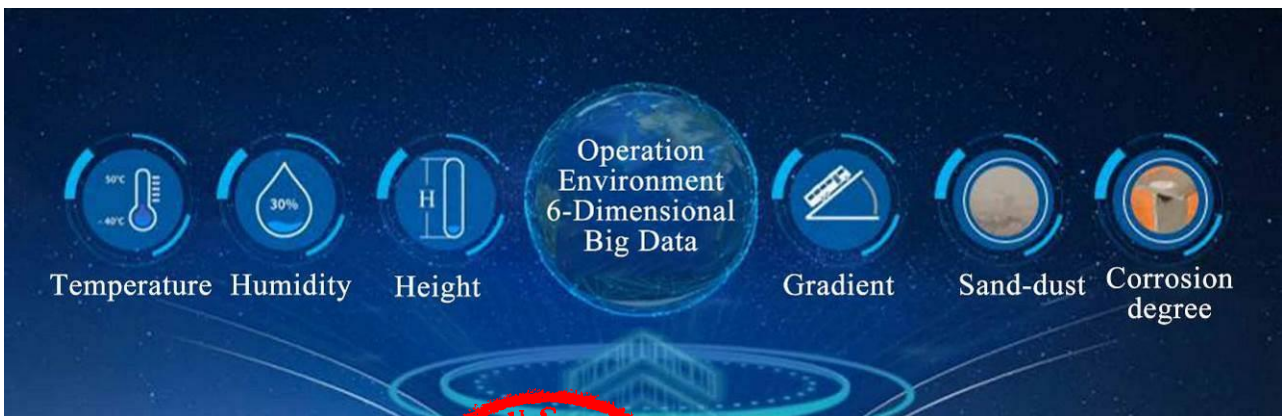 Operation
Environment
6-Dimensional
Big Data
50°C
-40°C
30%
H
Temperature
Humidity
Height
Gradient
Sand-dust
Corrosion
degree